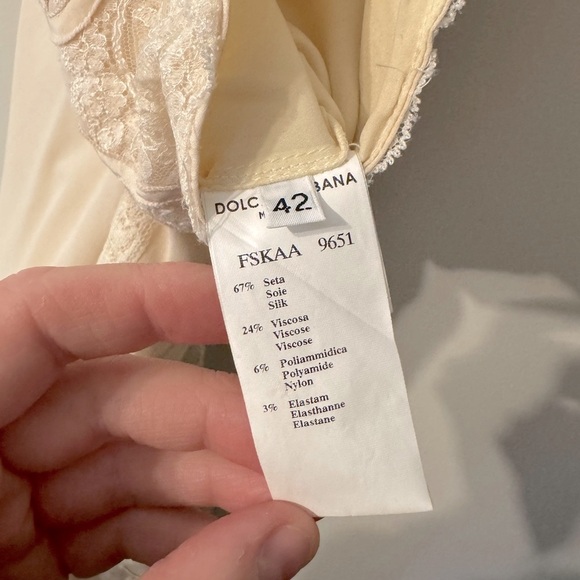 DOLC BANA
M 42
FSKAA 9651
67% Seta
Soie
Silk
24% Viscosa
Viscose
Viscose
6% Poliammidica
Polyamide
Nylon
3% Elastam
Elasthanne
Elastane